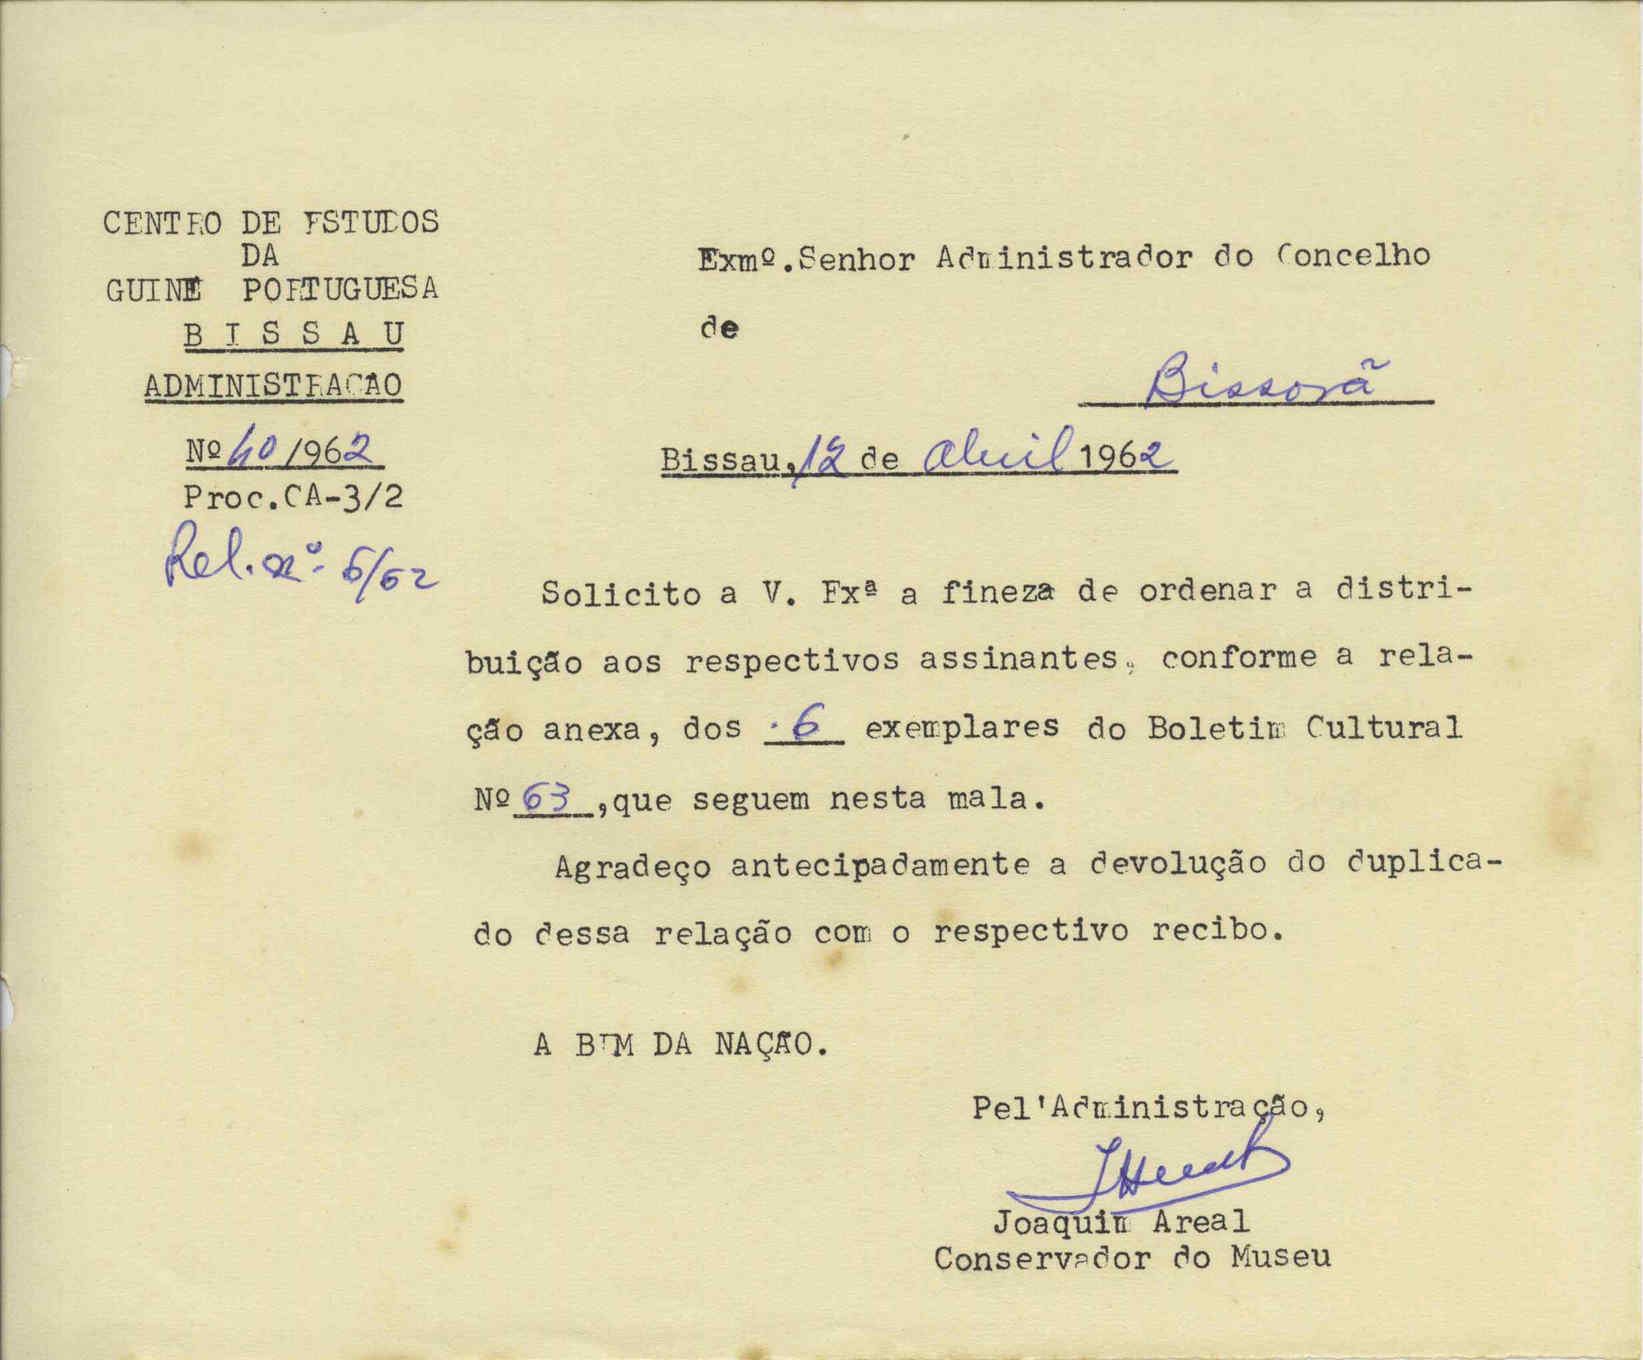 CENTRO DE ESTUDOS
DA
GUINÉ PORTUGUESA
B I S S A U
ADMINISTRAÇÃO
Nº 40/1962
Proc.CA-3/2
Rel. nº 6/62
Exmº.Senhor Administrador do Concelho
de
Bissorã
Bissau, 12 de Abril 1962
Solicito a V. Exª a fineza de ordenar a distri-
buição aos respectivos assinantes, conforme a rela-
ção anexa, dos 6 exemplares do Boletim Cultural
Nº 63,que seguem nesta mala.
Agradeço antecipadamente a devolução do duplica-
do dessa relação com o respectivo recibo.
A BEM DA NAÇÃO.
Pel'Administração,
Joaquim Areal
Conservador do Museu